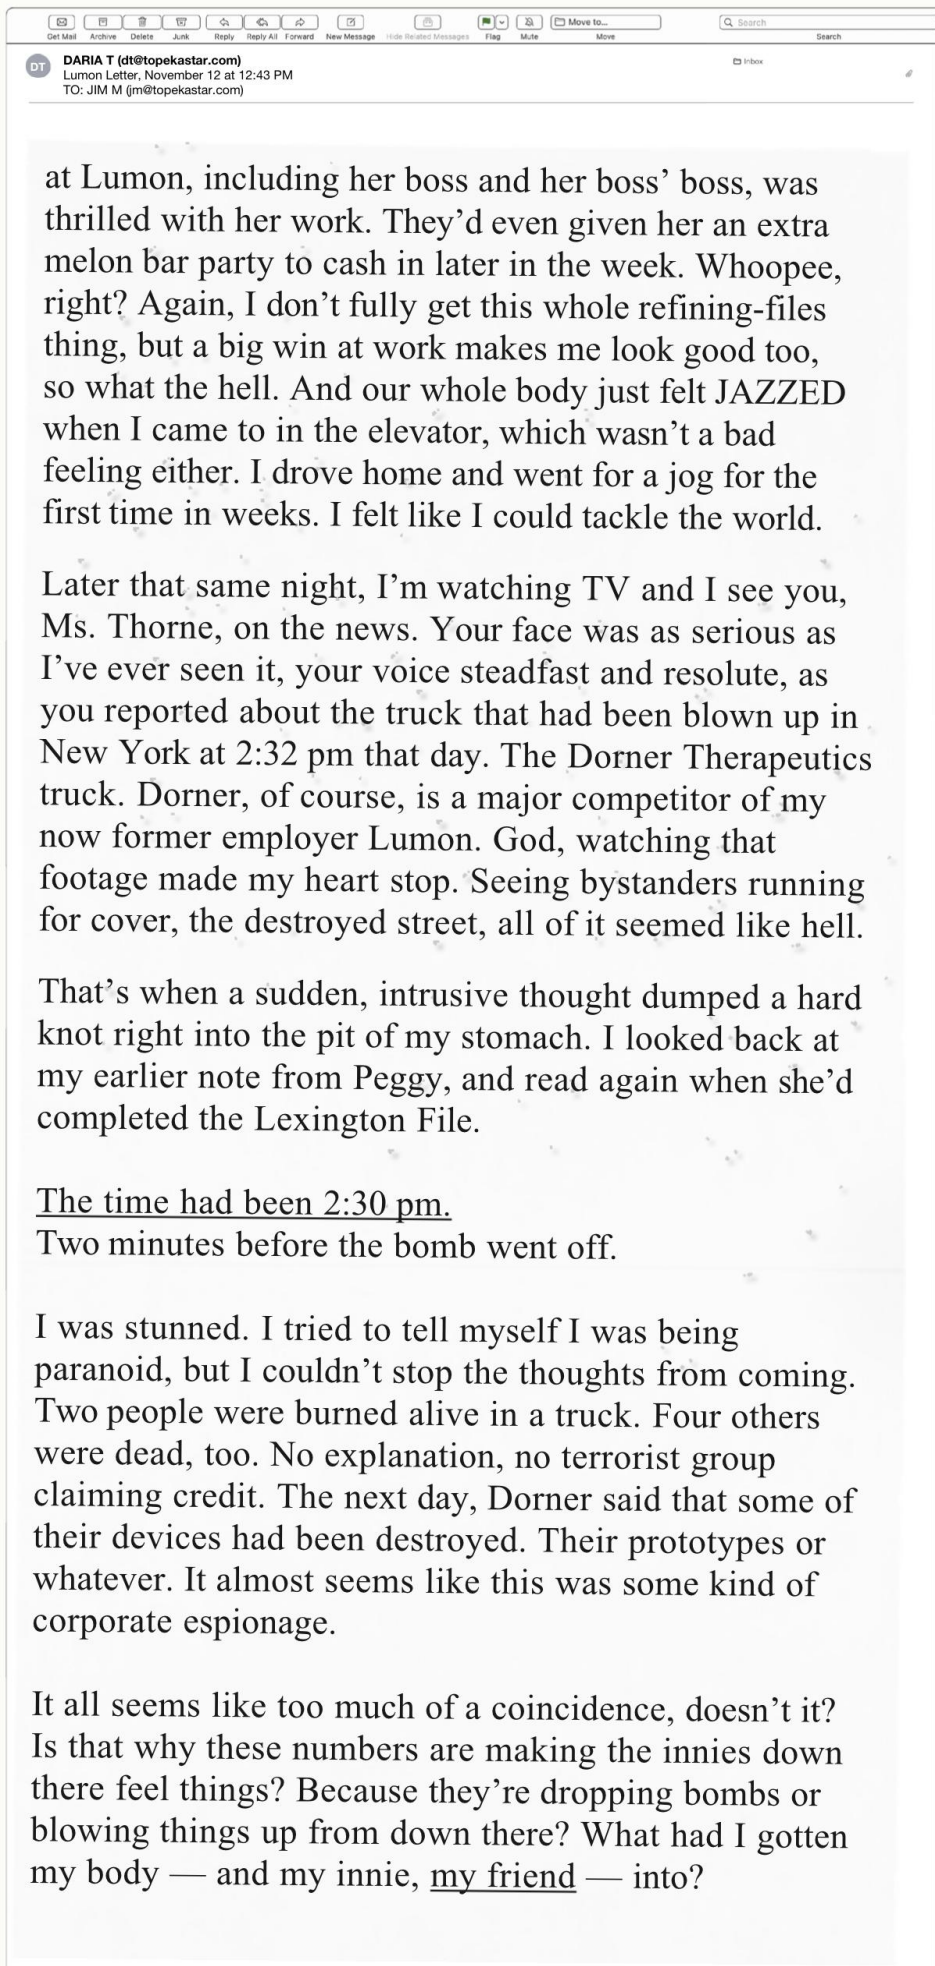 Get Mail Archive Delete Junk Reply Reply All Forward New Message Hide Related Messages Flag Mute Move to... Move Search Search
DT
DARIA T (dt@topekastar.com)
Inbox
Lumon Letter, November 12 at 12:43 PM
TO: JIM M (jm@topekastar.com)
at Lumon, including her boss and her boss’ boss, was
thrilled with her work. They’d even given her an extra
melon bar party to cash in later in the week. Whoopee,
right? Again, I don’t fully get this whole refining-files
thing, but a big win at work makes me look good too,
so what the hell. And our whole body just felt JAZZED
when I came to in the elevator, which wasn’t a bad
feeling either. I drove home and went for a jog for the
first time in weeks. I felt like I could tackle the world.
Later that same night, I’m watching TV and I see you,
Ms. Thorne, on the news. Your face was as serious as
I’ve ever seen it, your voice steadfast and resolute, as
you reported about the truck that had been blown up in
New York at 2:32 pm that day. The Dorner Therapeutics
truck. Dorner, of course, is a major competitor of my
now former employer Lumon. God, watching that
footage made my heart stop. Seeing bystanders running
for cover, the destroyed street, all of it seemed like hell.
That’s when a sudden, intrusive thought dumped a hard
knot right into the pit of my stomach. I looked back at
my earlier note from Peggy, and read again when she’d
completed the Lexington File.
The time had been 2:30 pm.
Two minutes before the bomb went off.
I was stunned. I tried to tell myself I was being
paranoid, but I couldn’t stop the thoughts from coming.
Two people were burned alive in a truck. Four others
were dead, too. No explanation, no terrorist group
claiming credit. The next day, Dorner said that some of
their devices had been destroyed. Their prototypes or
whatever. It almost seems like this was some kind of
corporate espionage.
It all seems like too much of a coincidence, doesn’t it?
Is that why these numbers are making the innies down
there feel things? Because they’re dropping bombs or
blowing things up from down there? What had I gotten
my body — and my innie, my friend — into?